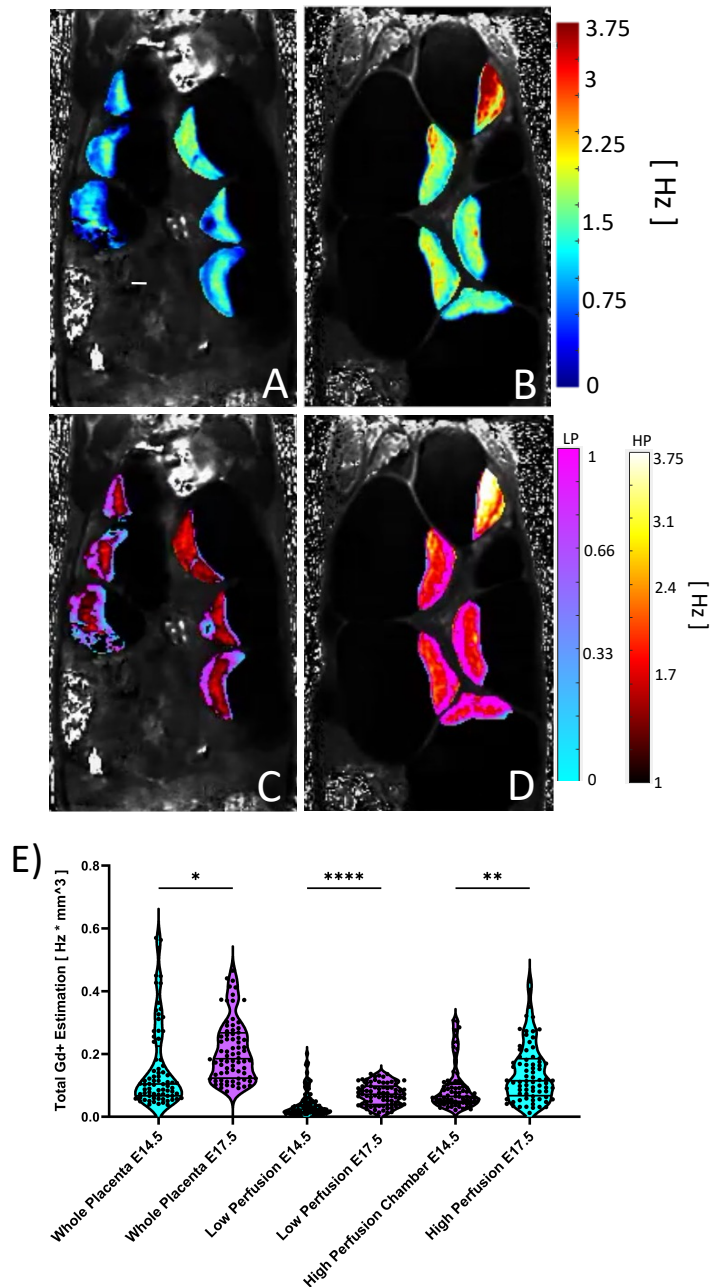 3.75
3
2.25
1.5
0.75
0
[ Hz ]
A
B
LP
HP
1
0.66
0.33
0
3.75
3.1
2.4
1.7
1
[ Hz ]
C
D
E)
Total Gd+ Estimation [ Hz * mm^3 ]
0.8
0.6
0.4
0.2
0.0
*
****
**
Whole Placenta E14.5
Whole Placenta E17.5
Low Perfusion E14.5
Low Perfusion E17.5
High Perfusion Chamber E14.5
High Perfusion E17.5